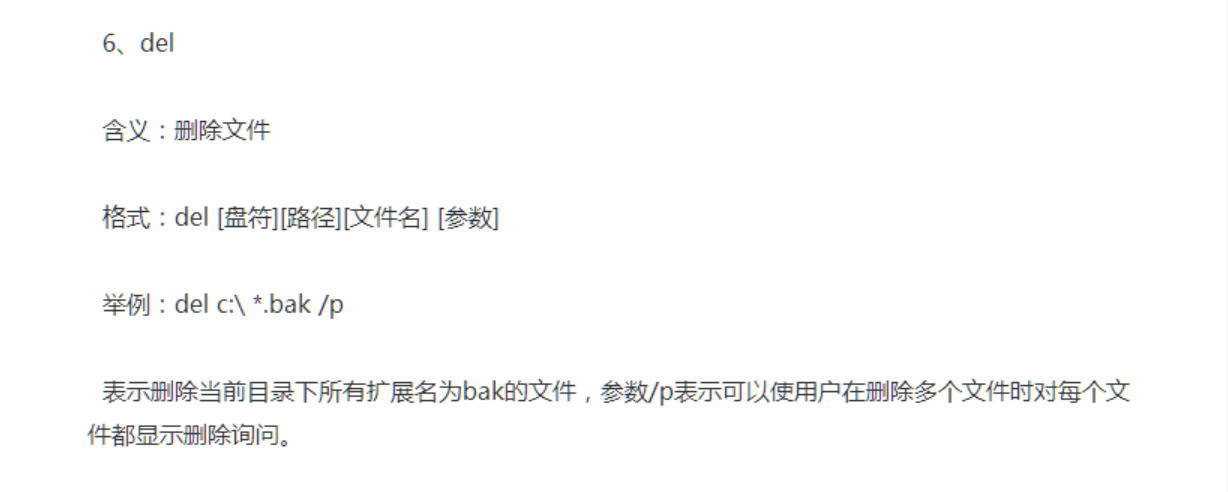 6、del
含义：删除文件
格式：del [盘符][路径][文件名] [参数]
举例：del c:\ *.bak /p
表示删除当前目录下所有扩展名为bak的文件，参数/p表示可以使用户在删除多个文件时对每个文
件都显示删除询问。